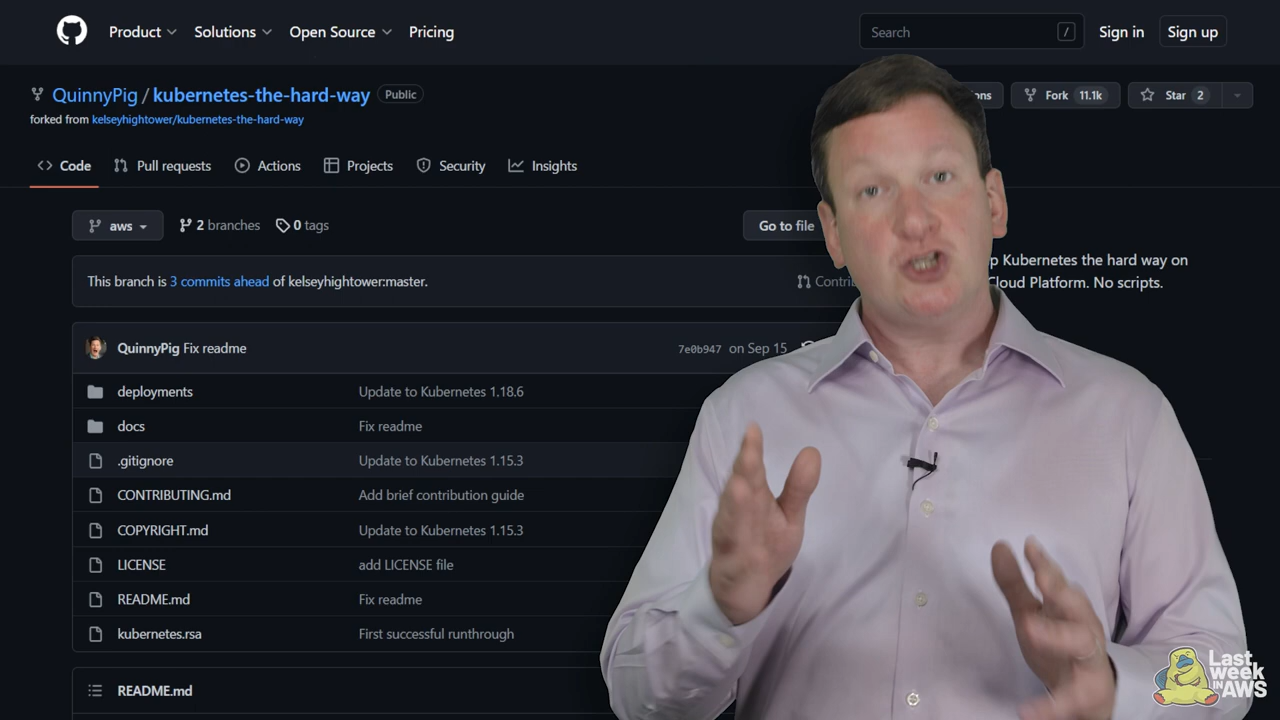 Product Solutions Open Source Pricing Search / Sign in Sign up
QuinnyPig / kubernetes-the-hard-way Public Fork 11.1k Star 2
forked from kelseyhightower/kubernetes-the-hard-way
Code Pull requests Actions Projects Security Insights
aws 2 branches 0 tags Go to file
This branch is 3 commits ahead of kelseyhightower:master.
Kubernetes the hard way on
Cloud Platform. No scripts.
QuinnyPig Fix readme 7e0b947 on Sep 15
deployments Update to Kubernetes 1.18.6
docs Fix readme
.gitignore Update to Kubernetes 1.15.3
CONTRIBUTING.md Add brief contribution guide
COPYRIGHT.md Update to Kubernetes 1.15.3
LICENSE add LICENSE file
README.md Fix readme
kubernetes.rsa First successful runthrough
README.md
Last
week
IN AWS